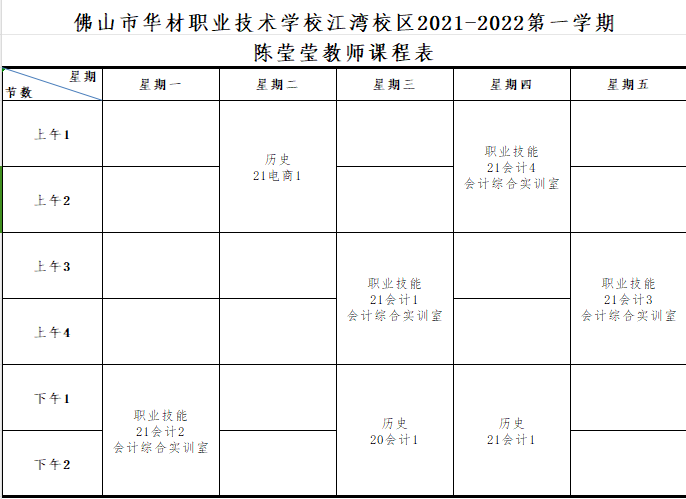 佛山市华材职业技术学校江湾校区2021-2022第一学期
陈莹莹教师课程表
星期
节数
星期一
星期二
星期三
星期四
星期五
上午1
历史
21电商1
职业技能
21会计4
会计综合实训室
上午2
上午3
职业技能
21会计1
会计综合实训室
职业技能
21会计3
会计综合实训室
上午4
下午1
职业技能
21会计2
会计综合实训室
历史
20会计1
历史
21会计1
下午2